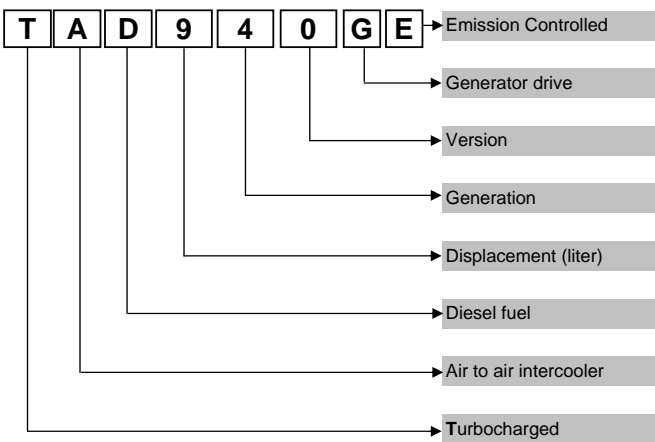 T A D 9 4 0 G E
Emission Controlled
Generator drive
Version
Generation
Displacement (liter)
Diesel fuel
Air to air intercooler
Turbocharged